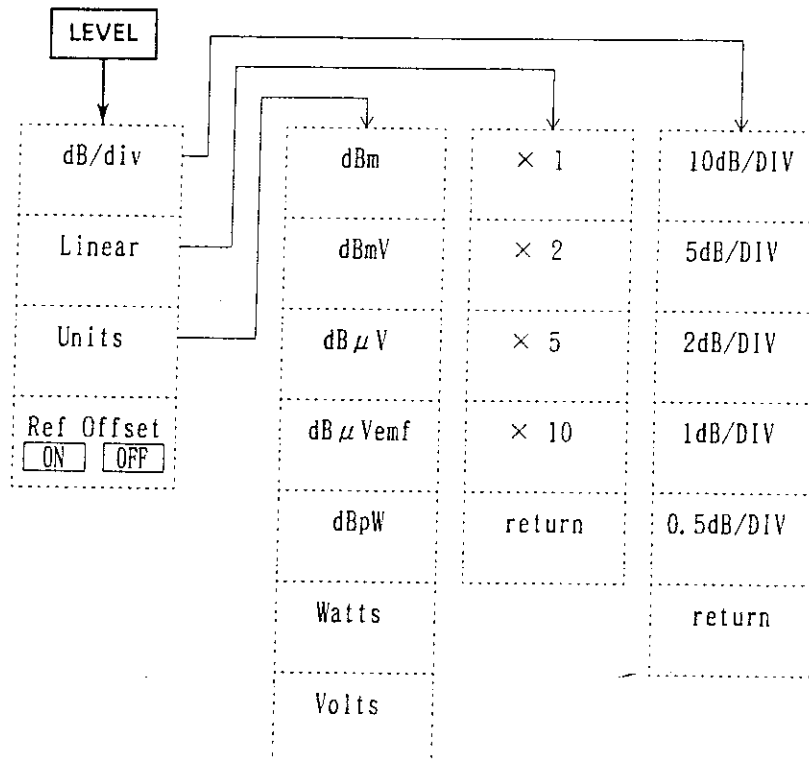 LEVEL
dB/div
Linear
Units
Ref Offset
ON OFF
dBm
dBmV
dBμV
dBμVemf
dBpW
Watts
Volts
× 1
× 2
× 5
× 10
return
10dB/DIV
5dB/DIV
2dB/DIV
1dB/DIV
0.5dB/DIV
return